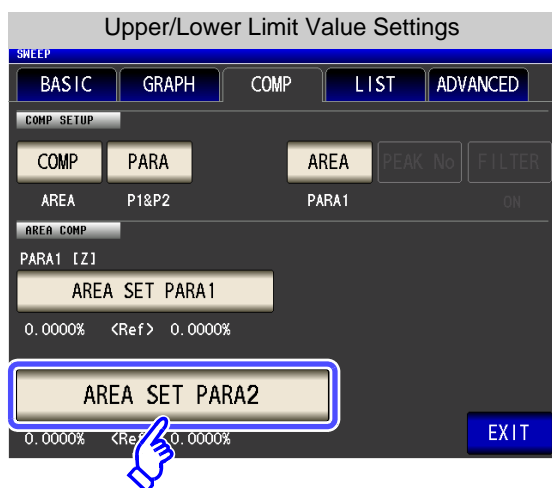 Upper/Lower Limit Value Settings
SWEEP
BASIC GRAPH COMP LIST ADVANCED
COMP SETUP
COMP PARA AREA PEAK No FILTER
AREA P1&P2 PARA1 ON
AREA COMP
PARA1 [Z]
AREA SET PARA1
0.0000% <Ref> 0.0000%
AREA SET PARA2
0.0000% 0.0000%
EXIT